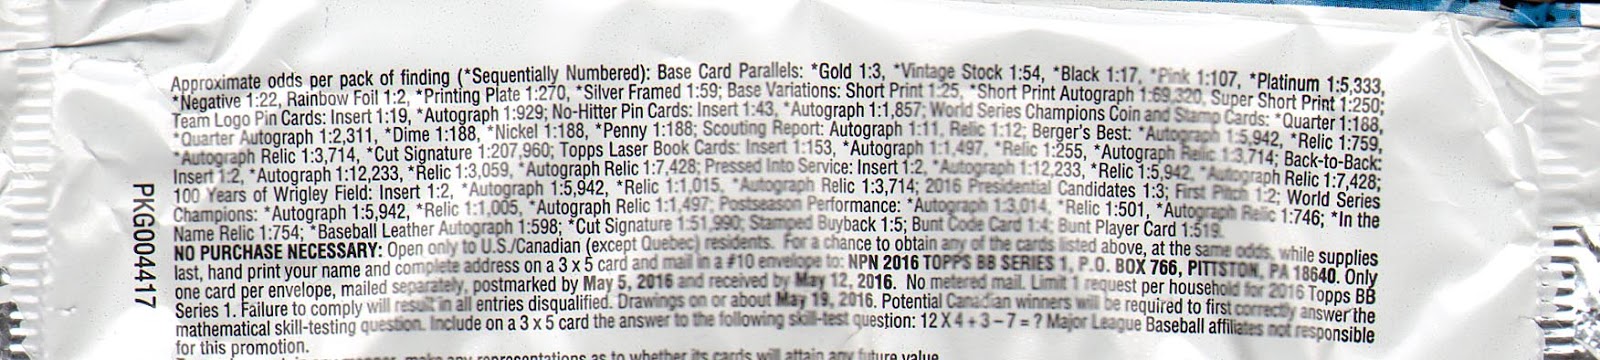 Approximate odds per pack of finding (*Sequentially Numbered): Base Card Parallels: *Gold 1:3, *Vintage Stock 1:54, *Black 1:17, *Pink 1:107, *Platinum 1:5,333,
*Negative 1:22, Rainbow Foil 1:2, *Printing Plate 1:270, *Silver Framed 1:59; Base Variations: Short Print 1:25, *Short Print Autograph 1:69,320, Super Short Print 1:250;
Team Logo Pin Cards: Insert 1:19, *Autograph 1:929; No-Hitter Pin Cards: Insert 1:43, *Autograph 1:1,857; World Series Champions Coin and Stamp Cards: *Quarter 1:188,
*Quarter Autograph 1:2,311, *Dime 1:188, *Nickel 1:188, *Penny 1:188; Scouting Report: Autograph 1:11, Relic 1:12; Berger's Best: *Autograph 1:5,942, *Relic 1:759,
*Autograph Relic 1:3,714, *Cut Signature 1:207,960; Topps Laser Book Cards: Insert 1:153, *Autograph 1:1,497, *Relic 1:255, *Autograph Relic 1:3,714; Back-to-Back:
Insert 1:2, *Autograph 1:12,233, *Relic 1:3,059, *Autograph Relic 1:7,428; Pressed Into Service: Insert 1:2, *Autograph 1:12,233, *Relic 1:5,942, *Autograph Relic 1:7,428;
100 Years of Wrigley Field: Insert 1:2, *Autograph 1:5,942, *Relic 1:1,015, *Autograph Relic 1:3,714; 2016 Presidential Candidates 1:3; First Pitch 1:2; World Series
Champions: *Autograph 1:5,942, *Relic 1:1,005, *Autograph Relic 1:1,497; Postseason Performance: *Autograph 1:3,014, *Relic 1:501, *Autograph Relic 1:746; *In the
Name Relic 1:754; *Baseball Leather Autograph 1:598; *Cut Signature 1:51,990; Stamped Buyback 1:5; Bunt Code Card 1:4; Bunt Player Card 1:519.
NO PURCHASE NECESSARY: Open only to U.S./Canadian (except Quebec) residents. For a chance to obtain any of the cards listed above, at the same odds, while supplies
last, hand print your name and complete address on a 3 x 5 card and mail in a #10 envelope to: NPN 2016 TOPPS BB SERIES 1, P.O. BOX 766, PITTSTON, PA 18640. Only
one card per envelope, mailed separately, postmarked by May 5, 2016 and received by May 12, 2016. No metered mail. Limit 1 request per household for 2016 Topps BB
Series 1. Failure to comply will result in all entries disqualified. Drawings on or about May 19, 2016. Potential Canadian winners will be required to first correctly answer the
mathematical skill-testing question. Include on a 3 x 5 card the answer to the following skill-test question: 12 X 4 + 3 – 7 = ? Major League Baseball affiliates not responsible
for this promotion.
make any representations as to whether its cards will attain any future value
PKG004417